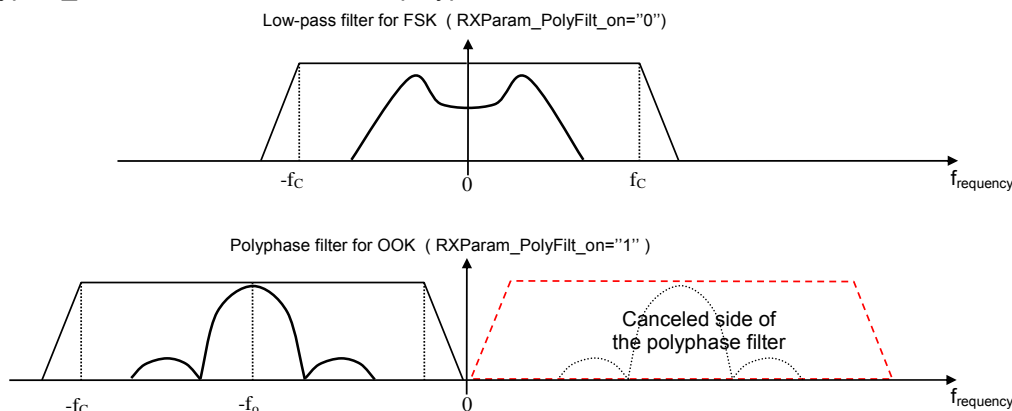 Low-pass filter for FSK ( RXParam_PolyFilt_on="0")
-fC
0
fC
frequency
Polyphase filter for OOK ( RXParam_PolyFilt_on="1" )
Canceled side of
the polyphase filter
-fC
-fo
0
frequency